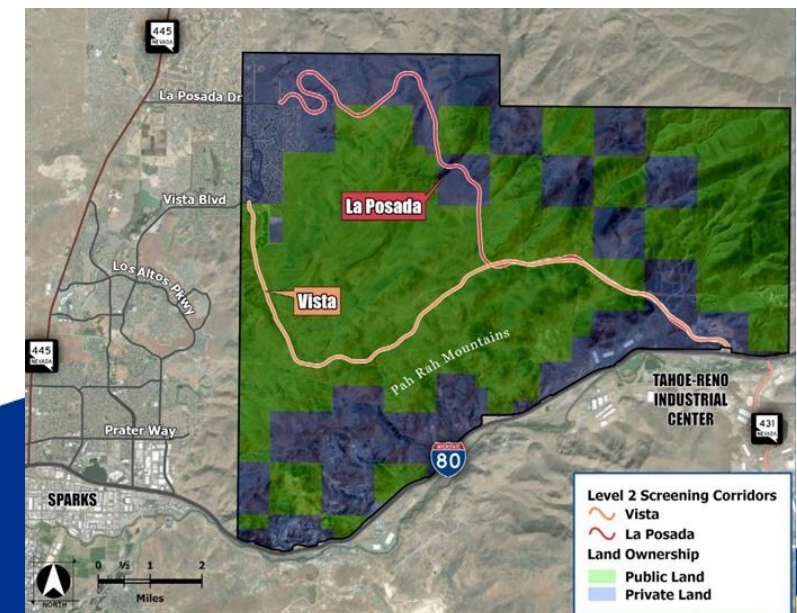 445
NEVADA
La Posada Dr
Vista Blvd
La Posada
Los Altos Pkwy
Vista
445
NEVADA
Pah Rah Mountains
TAHOE-RENO
INDUSTRIAL
CENTER
431
NEVADA
Prater Way
INTERSTATE
80
SPARKS
Level 2 Screening Corridors
Vista
La Posada
Land Ownership
Public Land
Private Land
0 ½ 1 2
Miles
NORTH